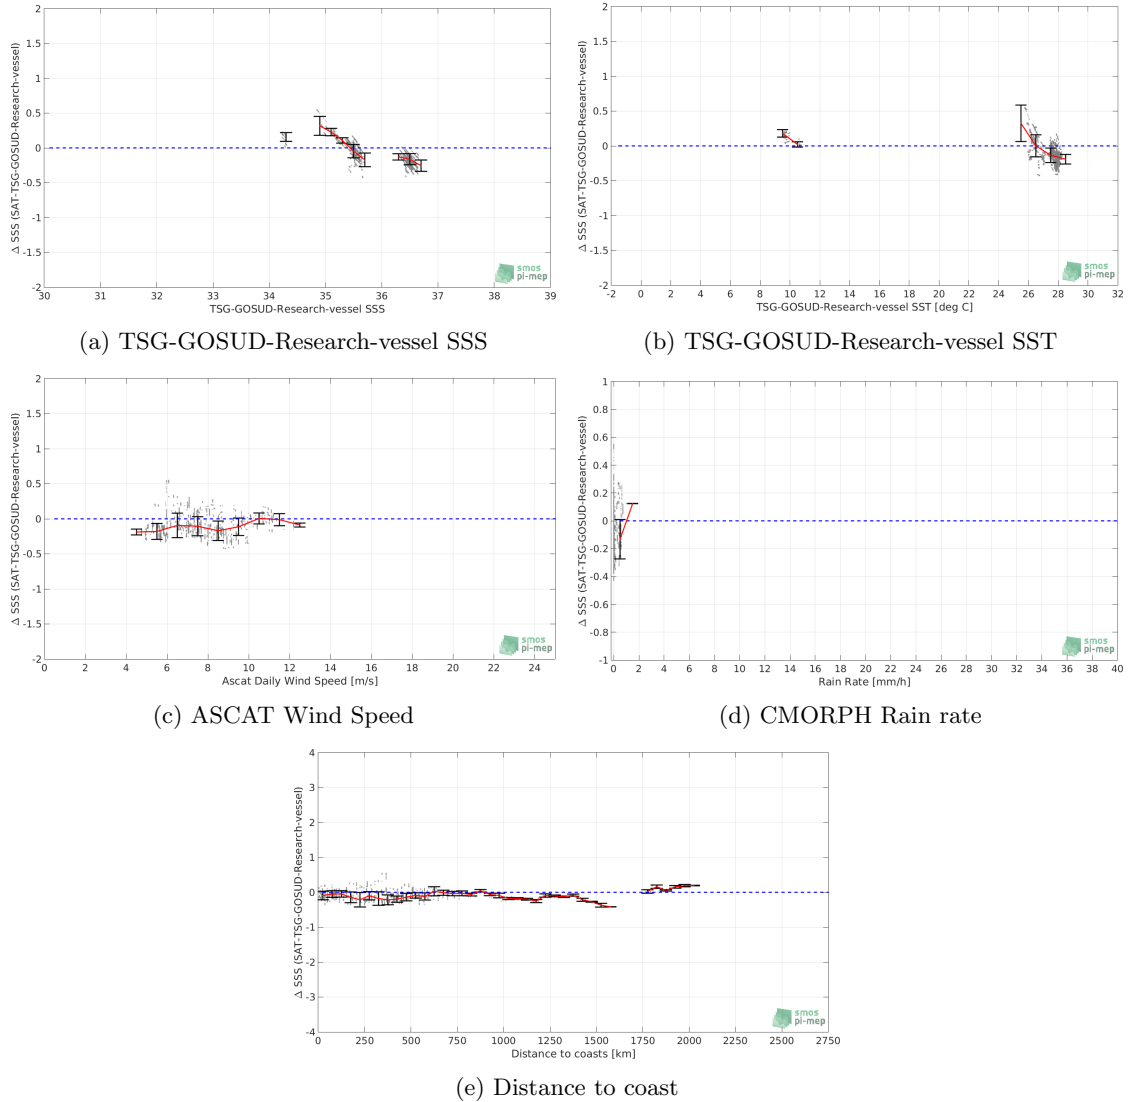 Δ SSS (SAT-TSG-GOSUD-Research-vessel)
2
1.5
1
0.5
0
-0.5
-1
-1.5
-2
30 31 32 33 34 35 36 37 38 39
TSG-GOSUD-Research-vessel SSS
smos
pi-mep
(a) TSG-GOSUD-Research-vessel SSS
Δ SSS (SAT-TSG-GOSUD-Research-vessel)
2
1.5
1
0.5
0
-0.5
-1
-1.5
-2
-2 0 2 4 6 8 10 12 14 16 18 20 22 24 26 28 30 32
TSG-GOSUD-Research-vessel SST [deg C]
smos
pi-mep
(b) TSG-GOSUD-Research-vessel SST
Δ SSS (SAT-TSG-GOSUD-Research-vessel)
2
1.5
1
0.5
0
-0.5
-1
-1.5
-2
0 2 4 6 8 10 12 14 16 18 20 22 24
Ascat Daily Wind Speed [m/s]
smos
pi-mep
(c) ASCAT Wind Speed
Δ SSS (SAT-TSG-GOSUD-Research-vessel)
1
0.8
0.6
0.4
0.2
0
-0.2
-0.4
-0.6
-0.8
-1
0 2 4 6 8 10 12 14 16 18 20 22 24 26 28 30 32 34 36 38 40
Rain Rate [mm/h]
smos
pi-mep
(d) CMORPH Rain rate
Δ SSS (SAT-TSG-GOSUD-Research-vessel)
4
3
2
1
0
-1
-2
-3
-4
0 250 500 750 1000 1250 1500 1750 2000 2250 2500 2750
Distance to coasts [km]
smos
pi-mep
(e) Distance to coast